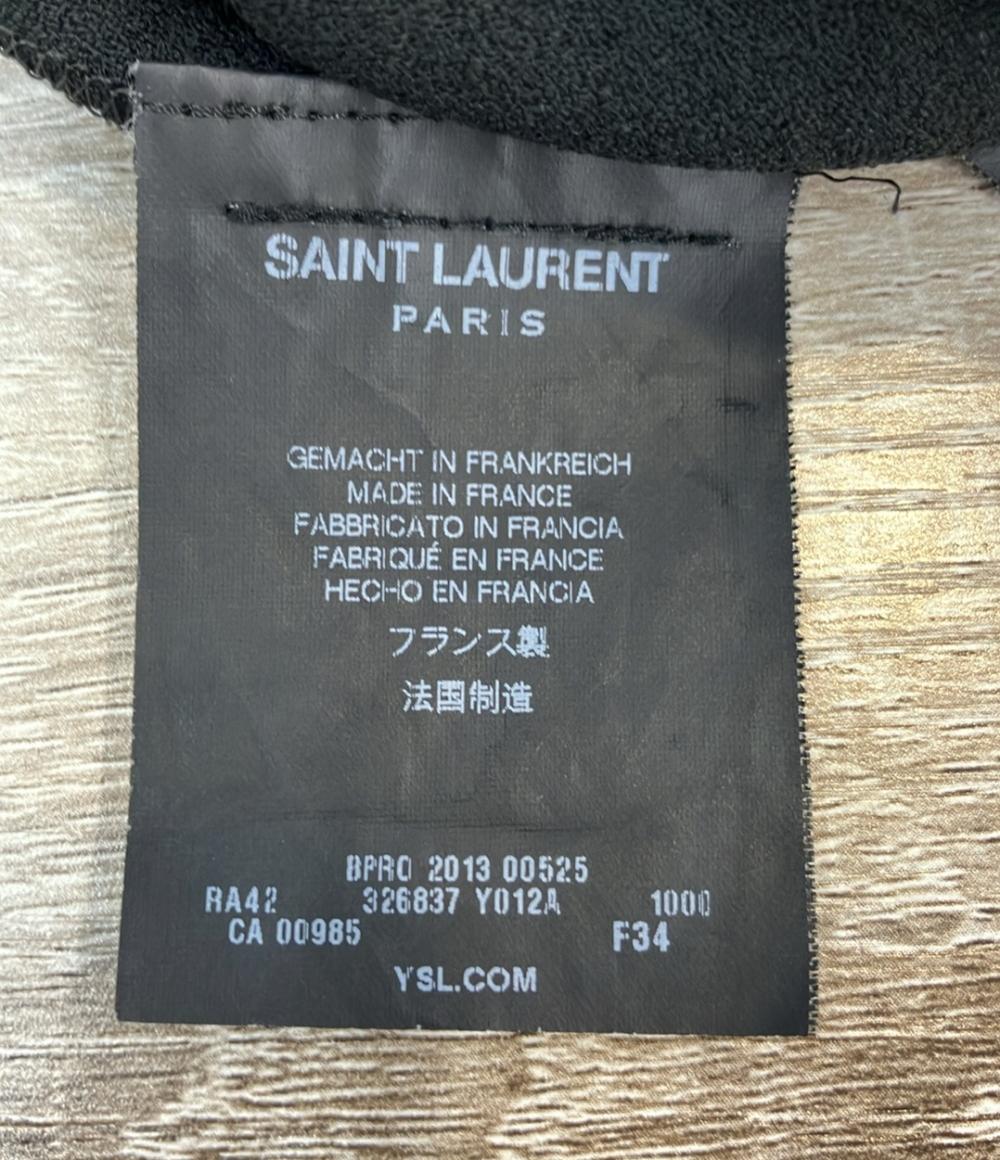 SAINT LAURENT
PARIS
GEMACHT IN FRANKREICH
MADE IN FRANCE
FABBRICATO IN FRANCIA
FABRIQUÉ EN FRANCE
HECHO EN FRANCIA
フランス製
法国制造
BPRO 2013 00525
RA42 326837 Y012A 1000
CA 00985 F34
YSL.COM